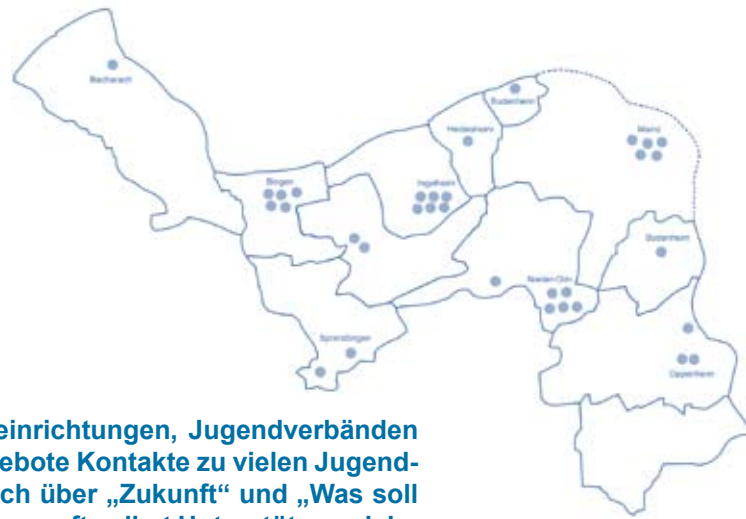 Bacharach
Budenheim
Heidesheim
Mainz
Bingen
Ingelheim
Bodenheim
Nieder-Olm
Sprendlingen
Oppenheim
einrichtungen, Jugendverbänden
ebote Kontakte zu vielen Jugend-
ch über „Zukunft“ und „Was soll